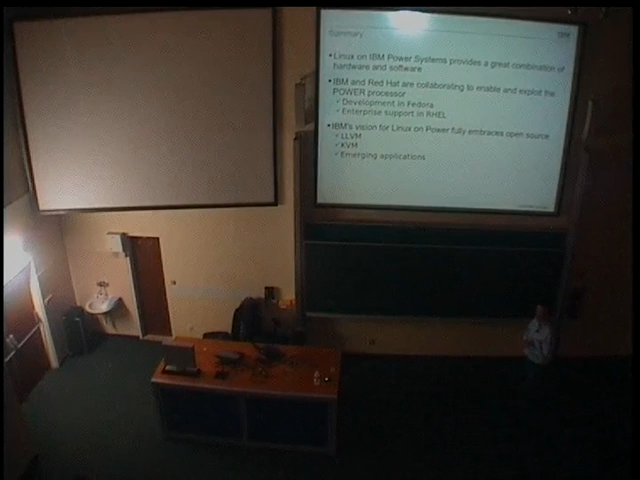 Summary
IBM
•Linux on IBM Power Systems provides a great combination of
hardware and software
•IBM and Red Hat are collaborating to enable and exploit the
POWER processor
✓Development in Fedora
✓Enterprise support in RHEL
•IBM's vision for Linux on Power fully embraces open source
✓LLVM
✓KVM
✓Emerging applications